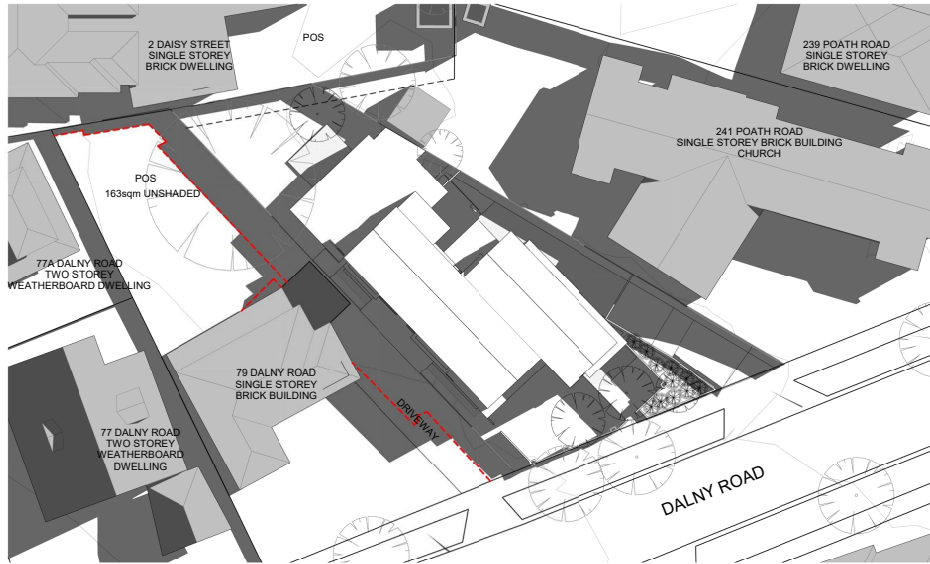 2 DAISY STREET
SINGLE STOREY
BRICK DWELLING
POS
239 POATH ROAD
SINGLE STOREY
BRICK DWELLING
241 POATH ROAD
SINGLE STOREY BRICK BUILDING
CHURCH
POS
163sqm UNSHADED
77A DALNY ROAD
TWO STOREY
WEATHERBOARD DWELLING
79 DALNY ROAD
SINGLE STOREY
BRICK BUILDING
DRIVEWAY
77 DALNY ROAD
TWO STOREY
WEATHERBOARD
DWELLING
DALNY ROAD